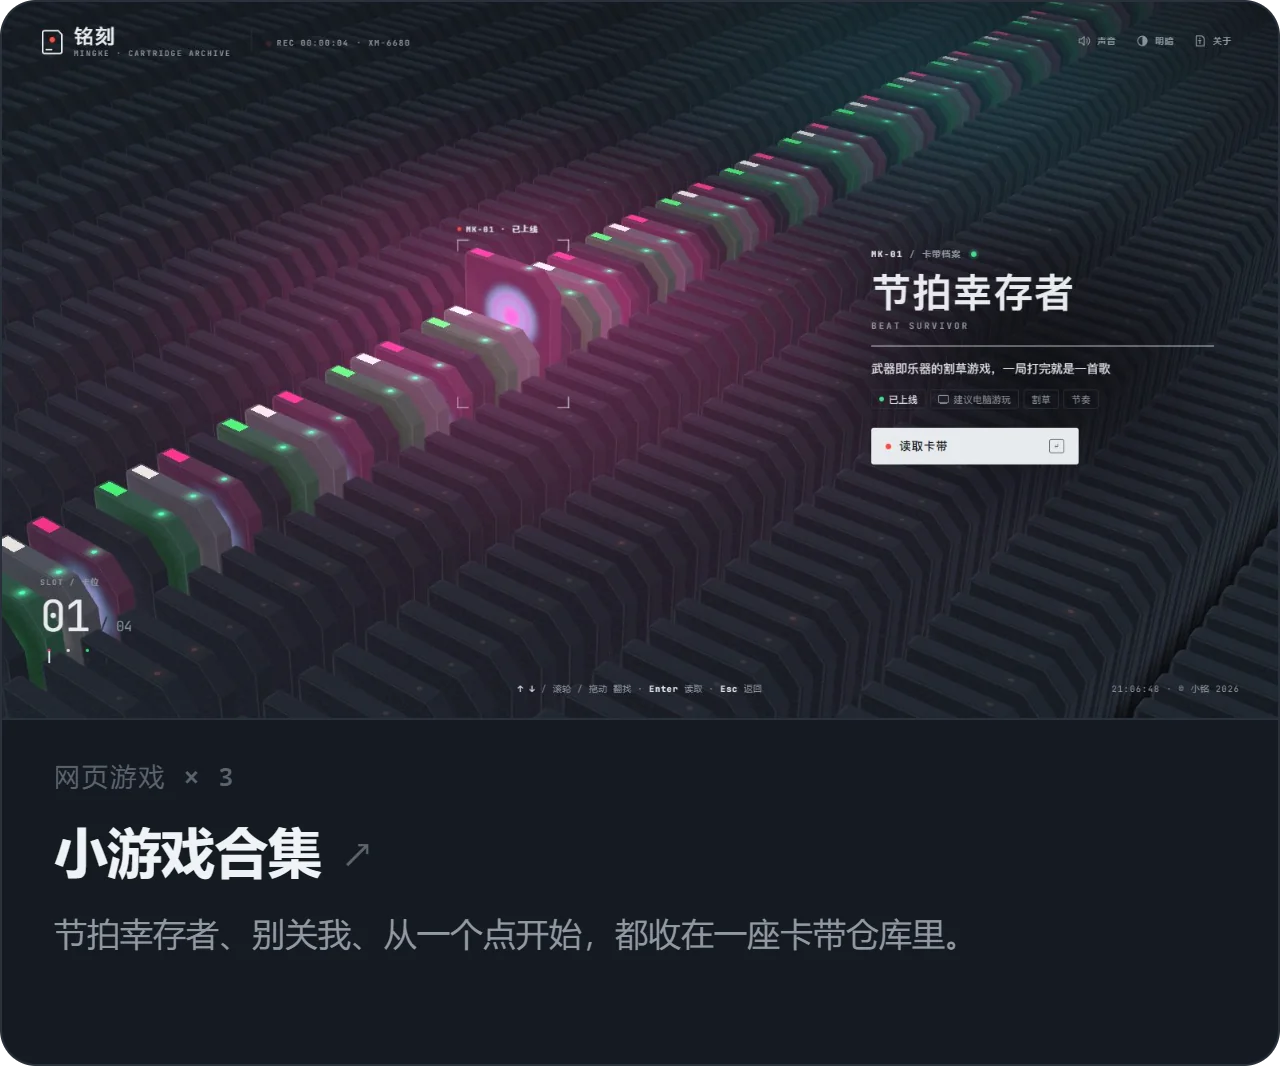 铭刻
MINGKE · CARTRIDGE ARCHIVE
REC 00:00:04 · XM-6680
声音
明暗
关于
MK-01 · 已上线
MK-01 / 卡带档案
节拍幸存者
BEAT SURVIVOR
武器即乐器的割草游戏，一局打完就是一首歌
已上线
建议电脑游玩
割草
节奏
读取卡带
SLOT / 卡位
01 / 04
↑ ↓ / 滚轮 / 拖动 翻找 · Enter 读取 · Esc 返回
21:06:48 · © 小铭 2026
网页游戏 × 3
小游戏合集 ↗
节拍幸存者、别关我、从一个点开始，都收在一座卡带仓库里。